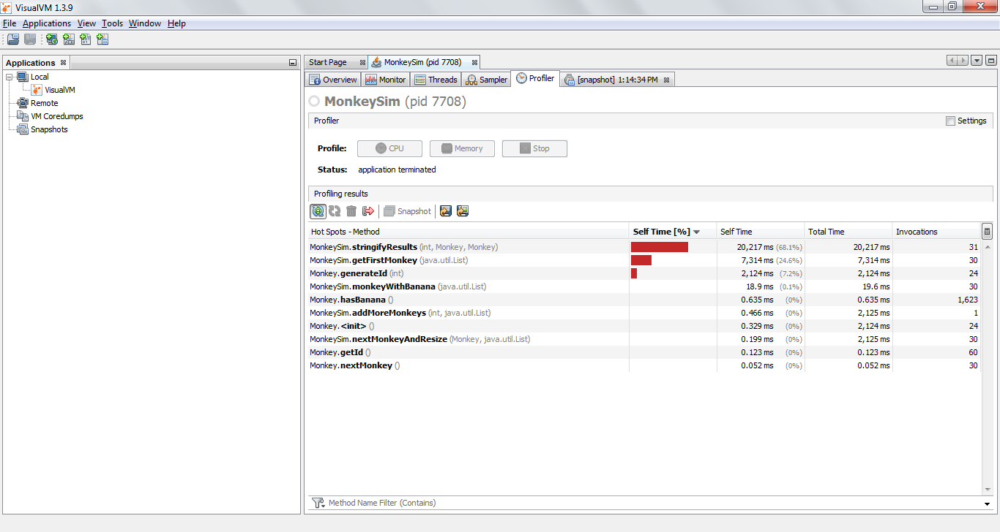 VisualVM 1.3.9
File Applications View Tools Window Help
Applications
Local
VisualVM
Remote
VM Coredumps
Snapshots
Start Page MonkeySim (pid 7708)
Overview Monitor Threads Sampler Profiler [snapshot] 1:14:34 PM
MonkeySim (pid 7708)
Profiler Settings
Profile: CPU Memory Stop
Status: application terminated
Profiling results
Snapshot
Hot Spots - Method Self Time [%] Self Time Total Time Invocations
MonkeySim.stringifyResults (int, Monkey, Monkey) 20,217 ms (68.1%) 20,217 ms 31
MonkeySim.getFirstMonkey (java.util.List) 7,314 ms (24.6%) 7,314 ms 30
Monkey.generateId (int) 2,124 ms (7.2%) 2,124 ms 24
MonkeySim.monkeyWithBanana (java.util.List) 18.9 ms (0.1%) 19.6 ms 30
Monkey.hasBanana () 0.635 ms (0%) 0.635 ms 1,623
MonkeySim.addMoreMonkeys (int, java.util.List) 0.466 ms (0%) 2,125 ms 1
Monkey.<init> () 0.329 ms (0%) 2,124 ms 24
MonkeySim.nextMonkeyAndResize (Monkey, java.util.List) 0.199 ms (0%) 2,125 ms 30
Monkey.getId () 0.123 ms (0%) 0.123 ms 60
Monkey.nextMonkey () 0.052 ms (0%) 0.052 ms 30
Method Name Filter (Contains)